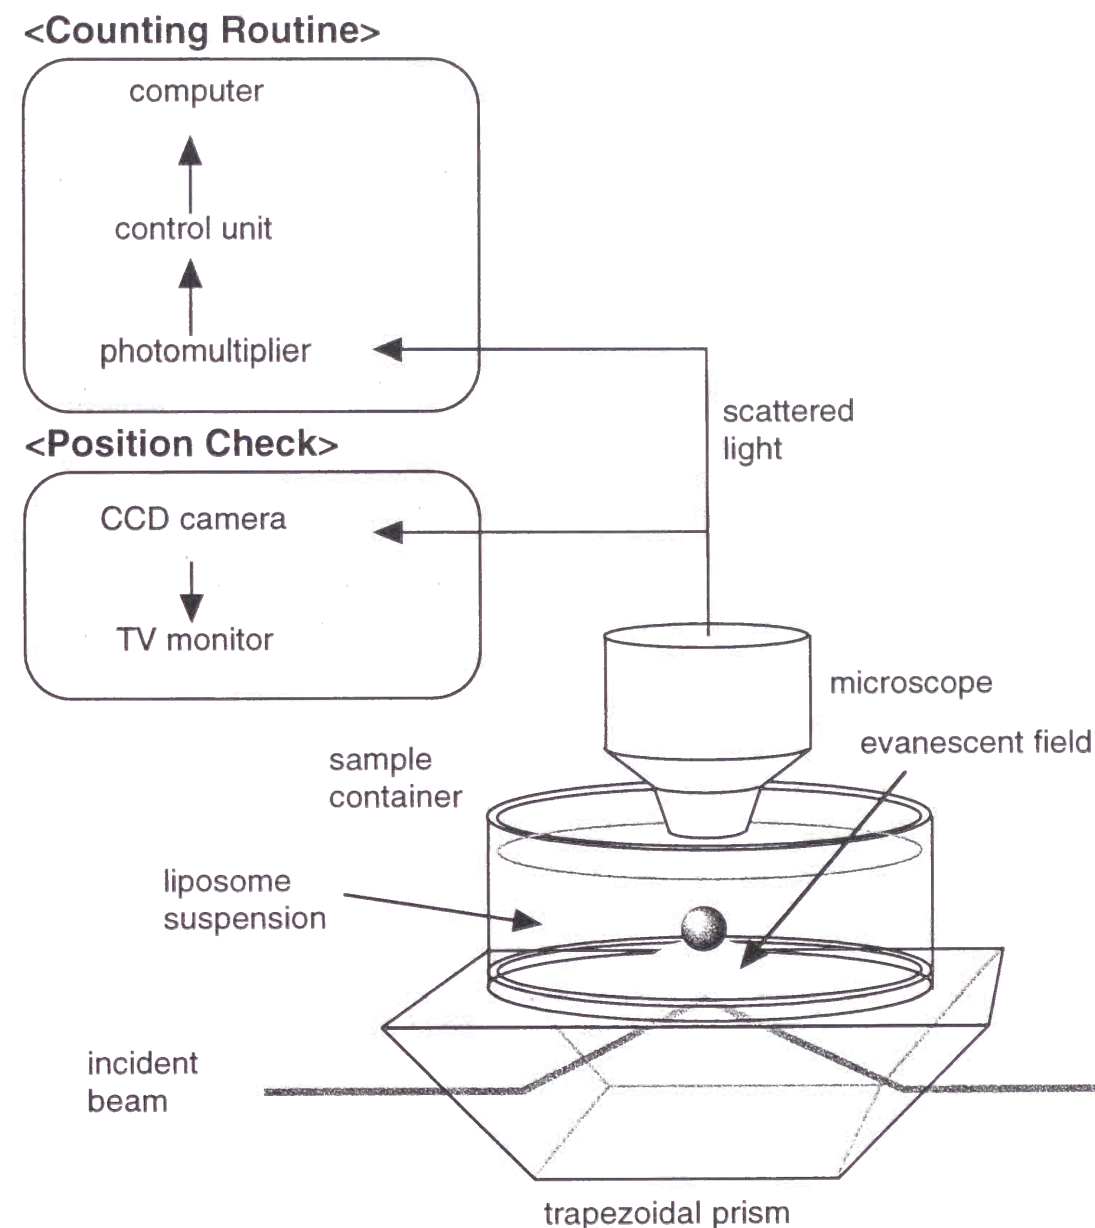 <Counting Routine>
computer
control unit
photomultiplier
scattered
light
<Position Check>
CCD camera
TV monitor
microscope
evanescent field
sample
container
liposome
suspension
incident
beam
trapezoidal prism